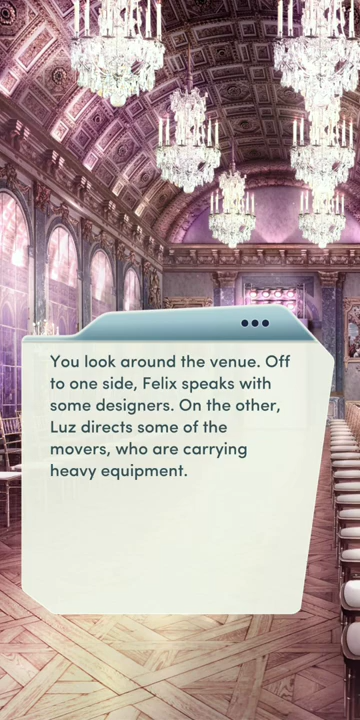 You look around the venue. Off
to one side, Felix speaks with
some designers. On the other,
Luz directs some of the
movers, who are carrying
heavy equipment.